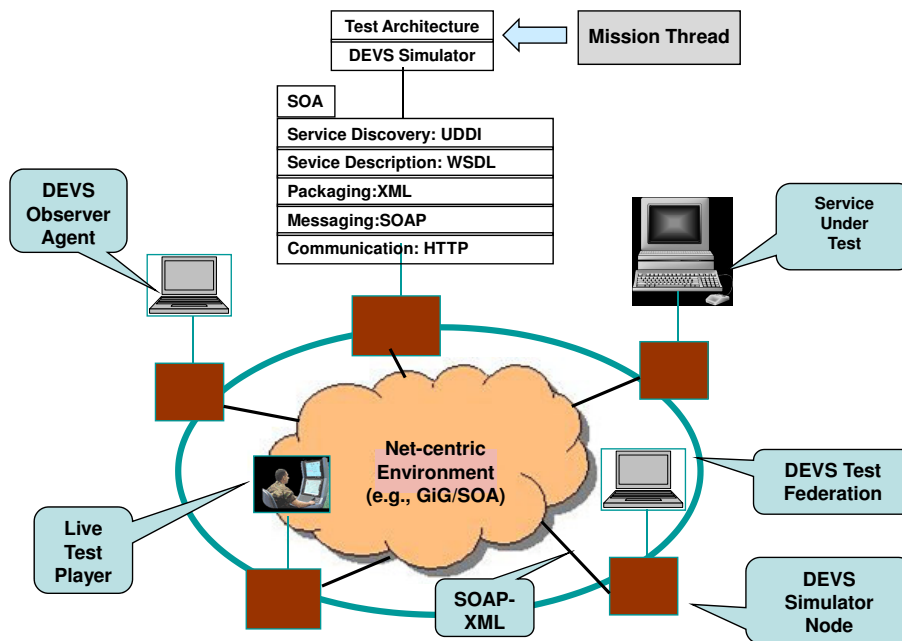 Test Architecture
DEVS Simulator
Mission Thread
SOA
Service Discovery: UDDI
Sevice Description: WSDL
Packaging:XML
Messaging:SOAP
Communication: HTTP
DEVS
Observer
Agent
Service
Under
Test
Net-centric
Environment
(e.g., GiG/SOA)
DEVS Test
Federation
Live
Test
Player
SOAP-
XML
DEVS
Simulator
Node